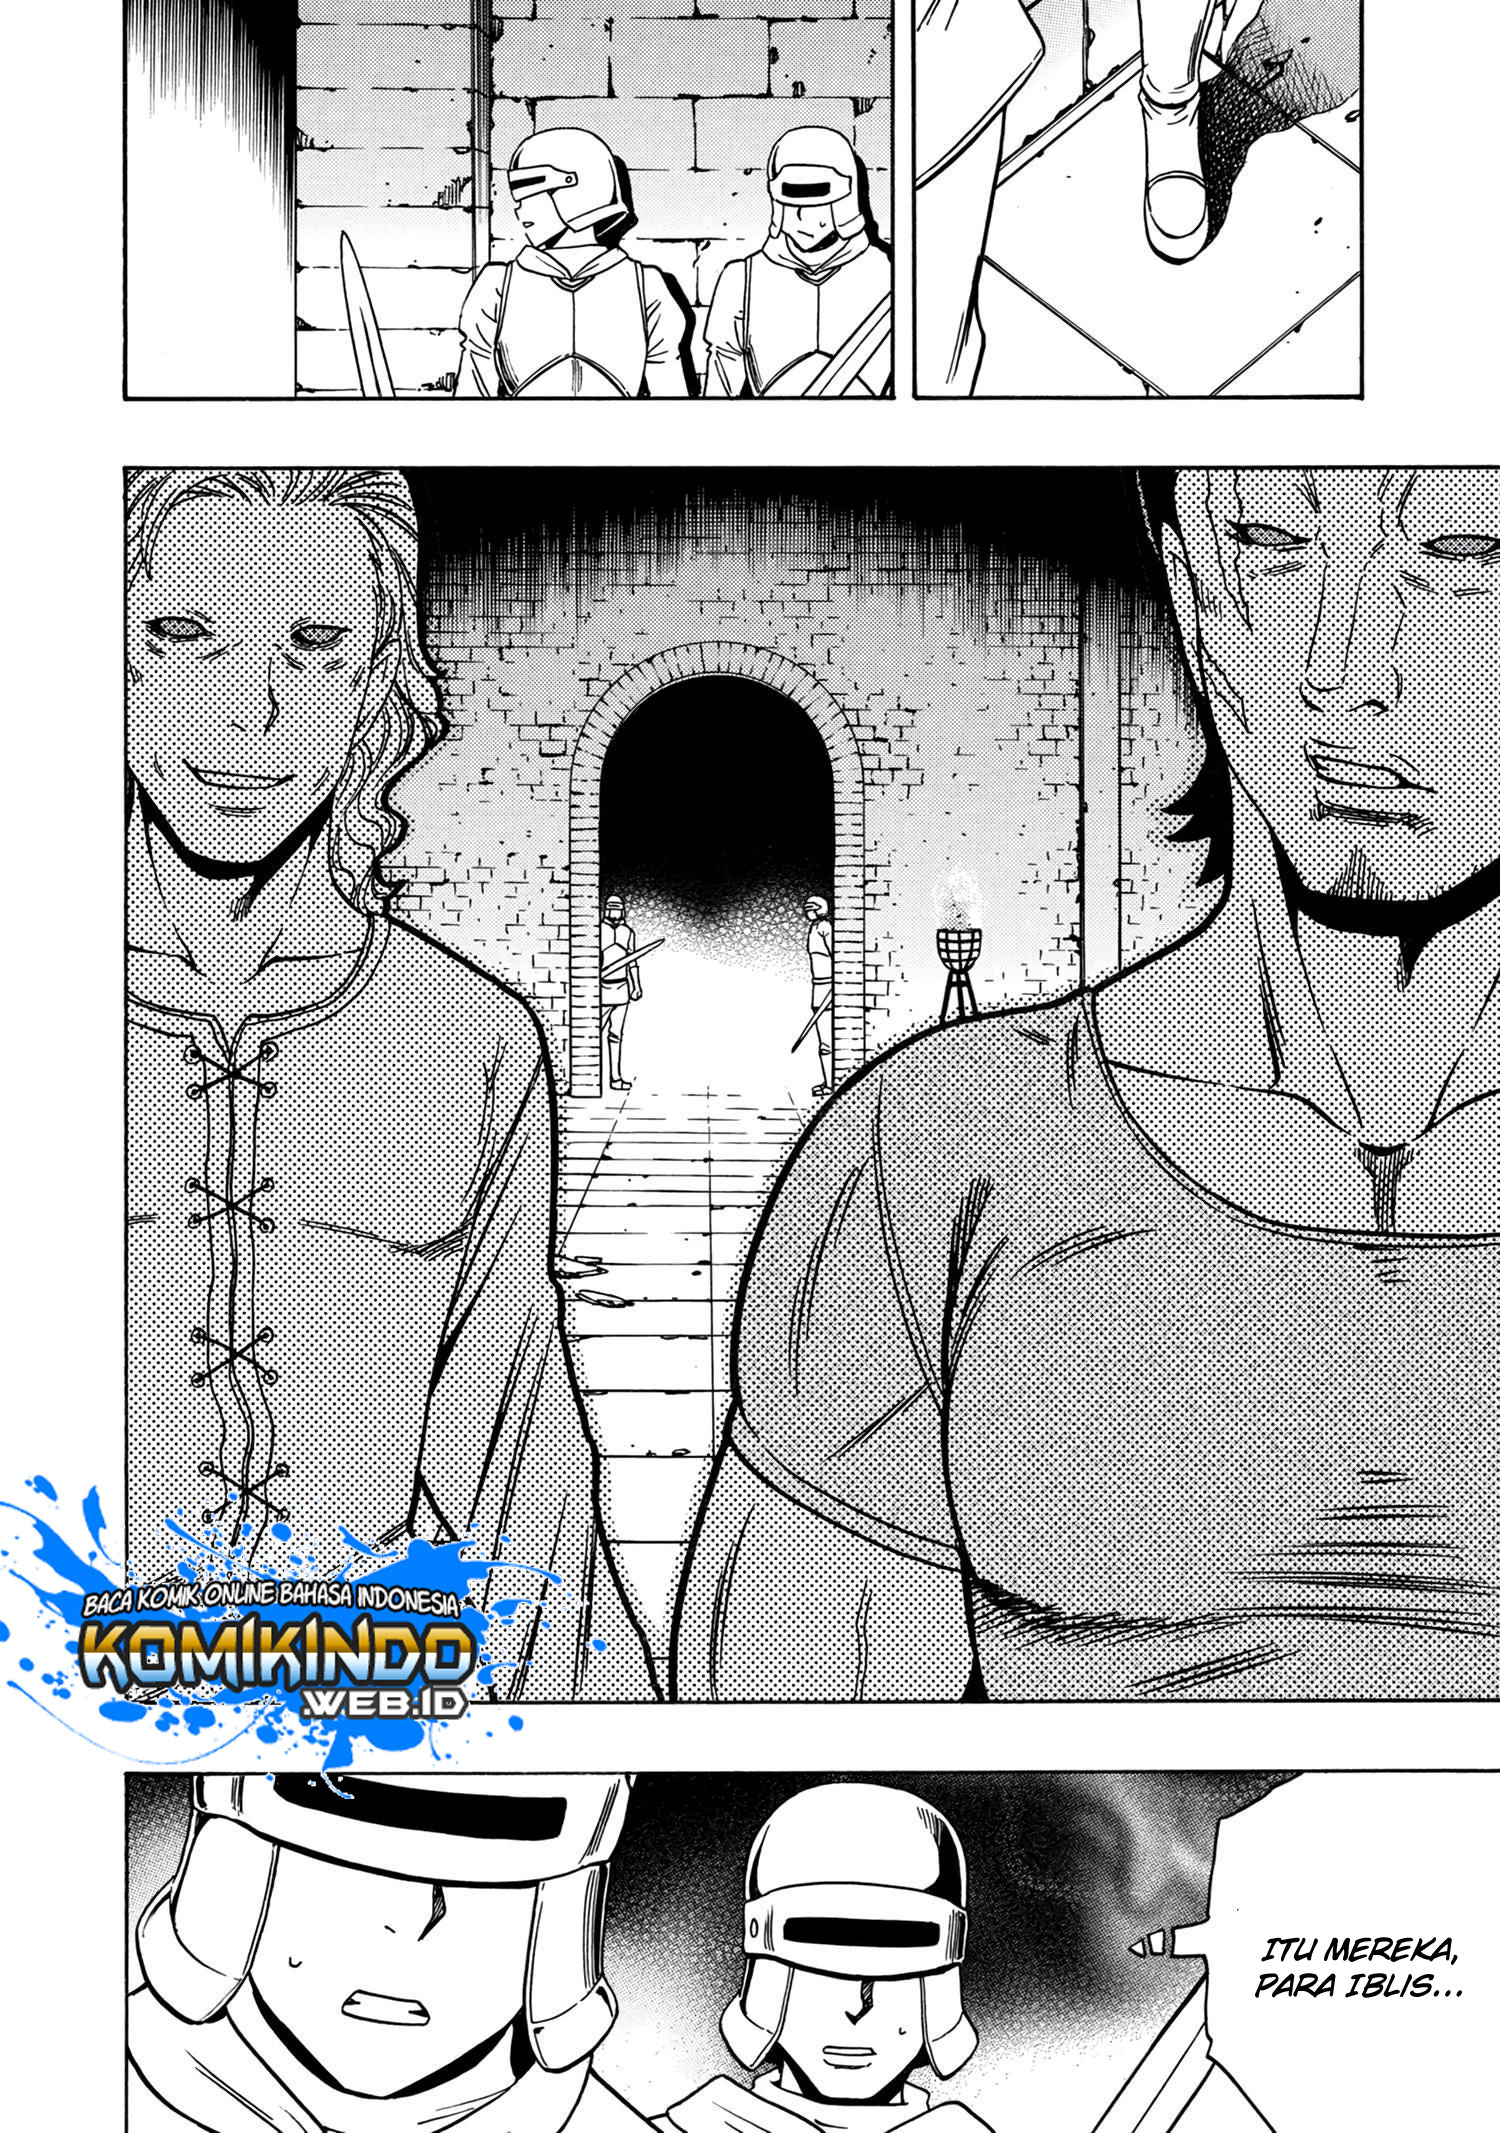 BACA KOMIK ONLINE BAHASA INDONESIA
KOMIKINDO
.WEB.ID
ITU MEREKA,
PARA IBLIS...